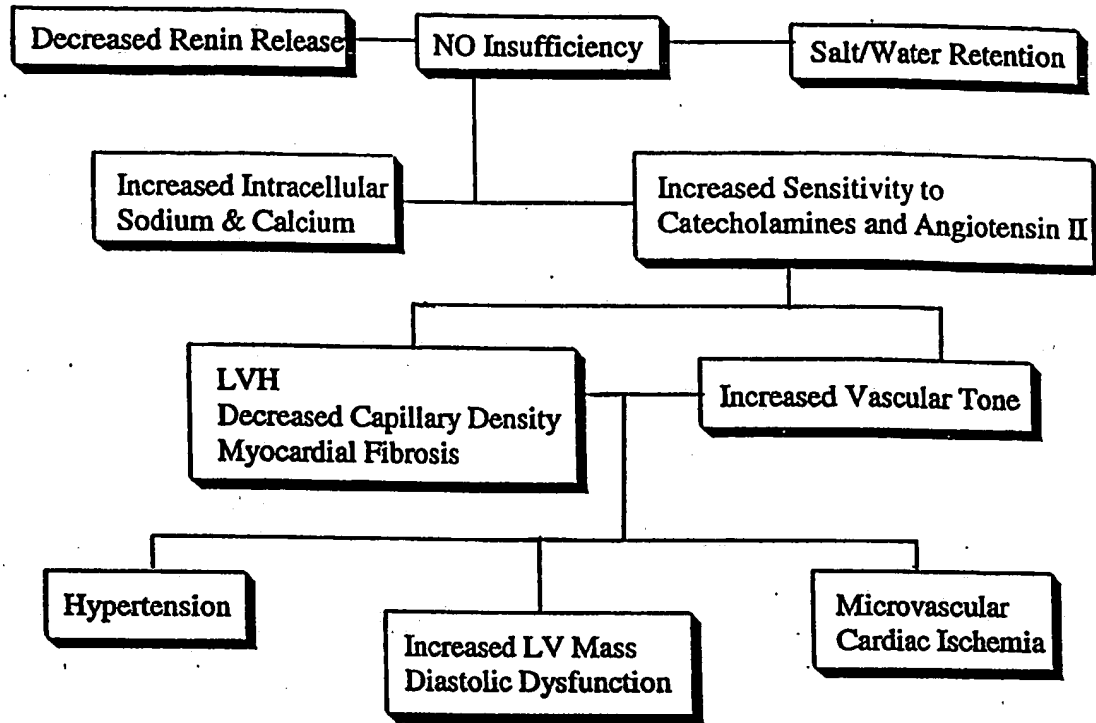 Decreased Renin Release
NO Insufficiency
Salt/Water Retention
Increased Intracellular
Sodium & Calcium
Increased Sensitivity to
Catecholamines and Angiotensin II
LVH
Decreased Capillary Density
Myocardial Fibrosis
Increased Vascular Tone
Hypertension
Increased LV Mass
Diastolic Dysfunction
Microvascular
Cardiac Ischemia